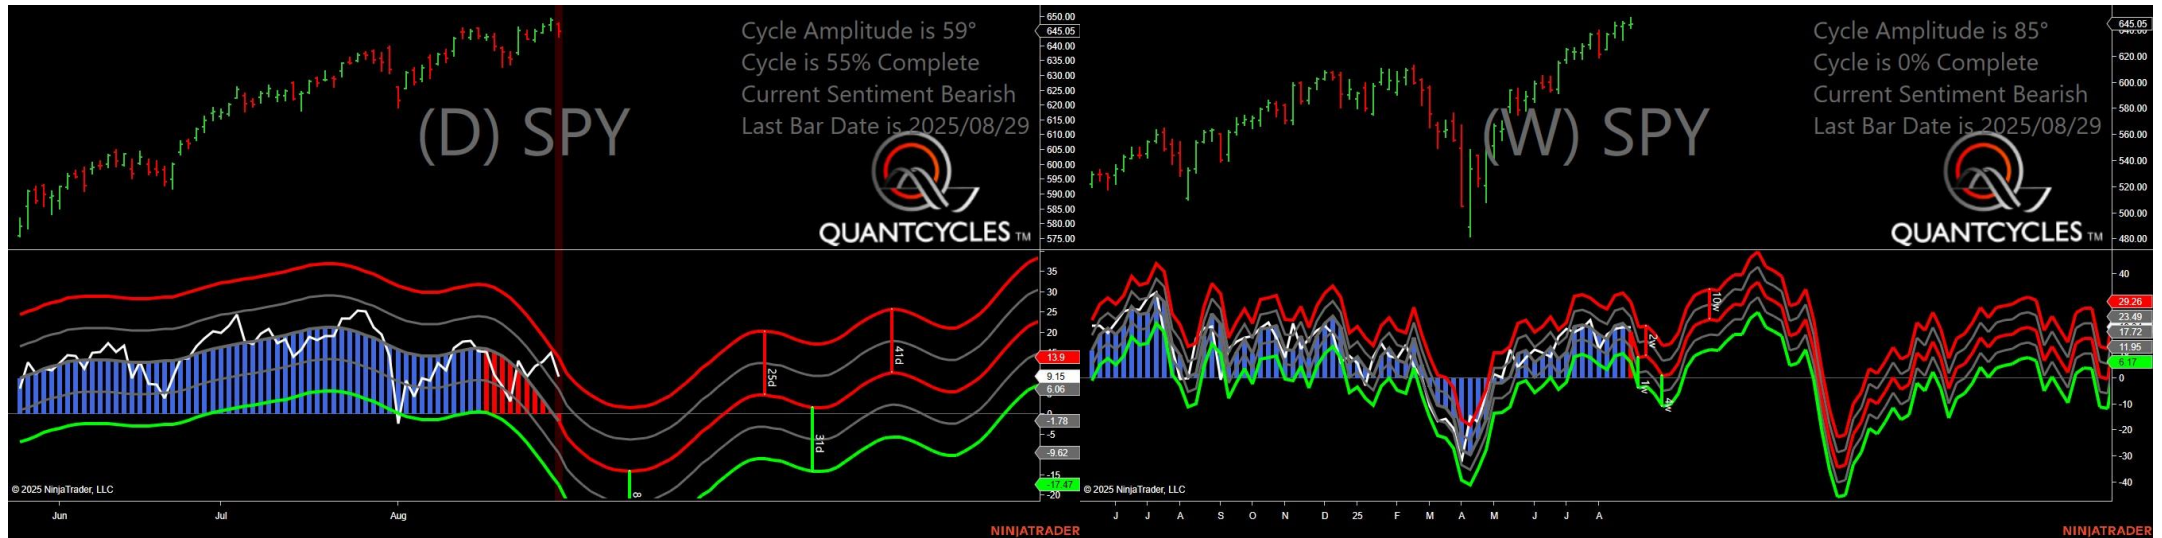 Cycle Amplitude is 59°
Cycle is 55% Complete
Current Sentiment Bearish
Last Bar Date is 2025/08/29
(D) SPY
QUANTCYCLES TM
650.00
645.05
640.00
635.00
630.00
625.00
620.00
615.00
610.00
605.00
600.00
595.00
590.00
585.00
580.00
575.00
35
30
25
20
13.9
9.15
6.06
0
-1.78
-5
-9.62
-15
-17.47
-20
25d
41d
31d
8
© 2025 NinjaTrader, LLC
Jun
Jul
Aug
NINJATRADER
Cycle Amplitude is 85°
Cycle is 0% Complete
Current Sentiment Bearish
Last Bar Date is 2025/08/29
(W) SPY
QUANTCYCLES TM
645.05
620.00
600.00
580.00
560.00
540.00
520.00
500.00
480.00
40
29.26
23.49
17.72
11.95
6.17
0
-10
-20
-30
-40
10w
2w
1w
4w
© 2025 NinjaTrader, LLC
J
J
A
S
O
N
D
25
F
M
A
M
J
J
A
NINJATRADER